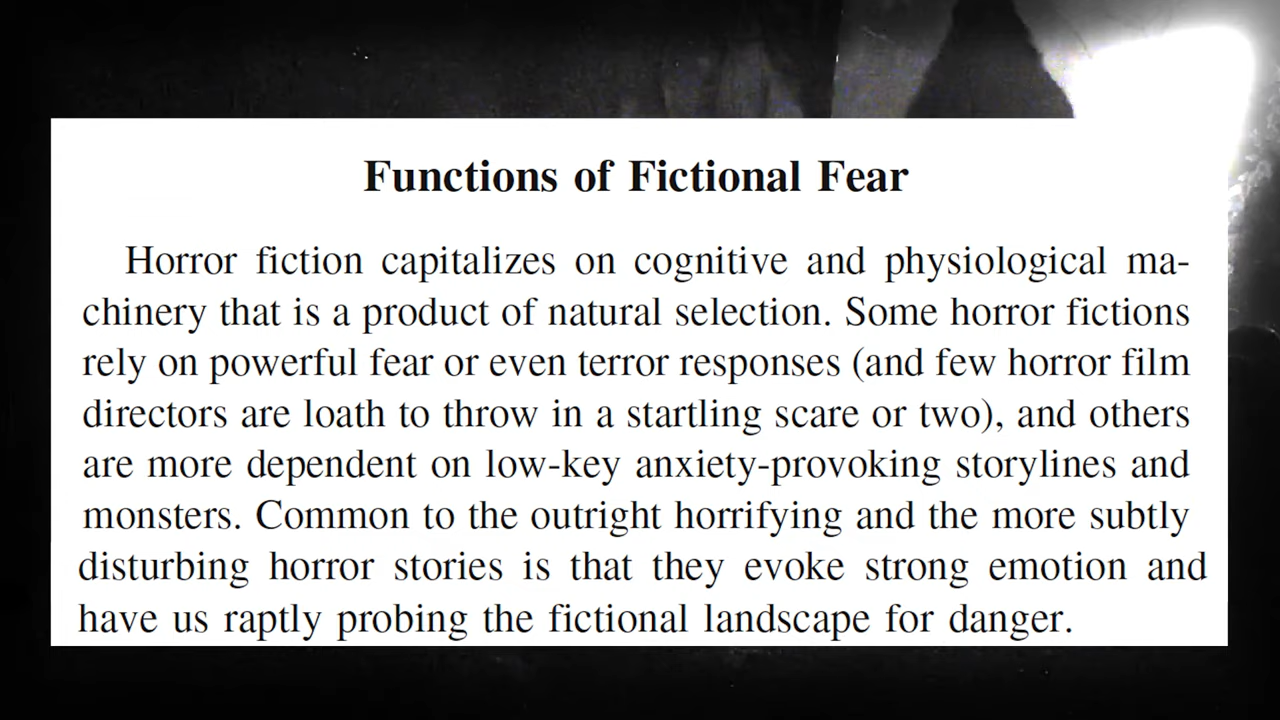 Functions of Fictional Fear
Horror fiction capitalizes on cognitive and physiological ma-
chinery that is a product of natural selection. Some horror fictions
rely on powerful fear or even terror responses (and few horror film
directors are loath to throw in a startling scare or two), and others
are more dependent on low-key anxiety-provoking storylines and
monsters. Common to the outright horrifying and the more subtly
disturbing horror stories is that they evoke strong emotion and
have us raptly probing the fictional landscape for danger.